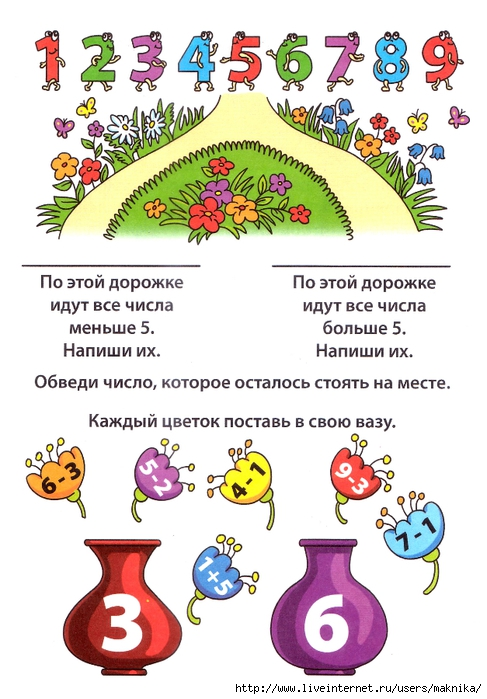 1 2 3 4 5 6 7 8 9
По этой дорожке
идут все числа
меньше 5.
Напиши их.
По этой дорожке
идут все числа
больше 5.
Напиши их.
Обведи число, которое осталось стоять на месте.
Каждый цветок поставь в свою вазу.
6-3
5-2
4-1
9-3
7-1
1+5
3
6
http://www.liveinternet.ru/users/maknika/